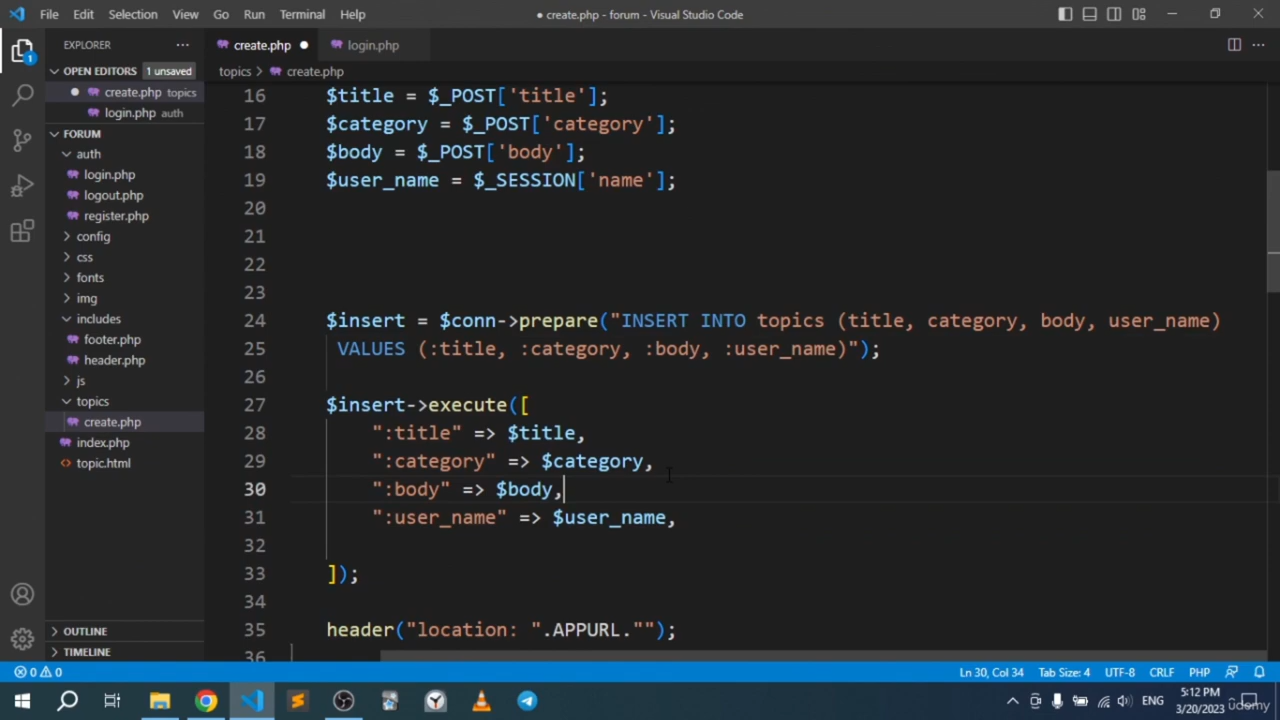 File Edit Selection View Go Run Terminal Help
● create.php - forum - Visual Studio Code
EXPLORER
create.php
login.php
OPEN EDITORS 1 unsaved
topics > create.php
create.php topics
login.php auth
FORUM
auth
login.php
logout.php
register.php
config
css
fonts
img
includes
footer.php
header.php
js
topics
create.php
index.php
topic.html
OUTLINE
TIMELINE
16 $title = $_POST['title'];
17 $category = $_POST['category'];
18 $body = $_POST['body'];
19 $user_name = $_SESSION['name'];
20
21
22
23
24 $insert = $conn->prepare("INSERT INTO topics (title, category, body, user_name)
25 VALUES (:title, :category, :body, :user_name)");
26
27 $insert->execute([
28 ":title" => $title,
29 ":category" => $category,
30 ":body" => $body,
31 ":user_name" => $user_name,
32
33 ]);
34
35 header("location: ".APPURL."");
36
0 0
Ln 30, Col 34 Tab Size: 4 UTF-8 CRLF PHP
1
ENG
5:12 PM
3/20/2023
udemy